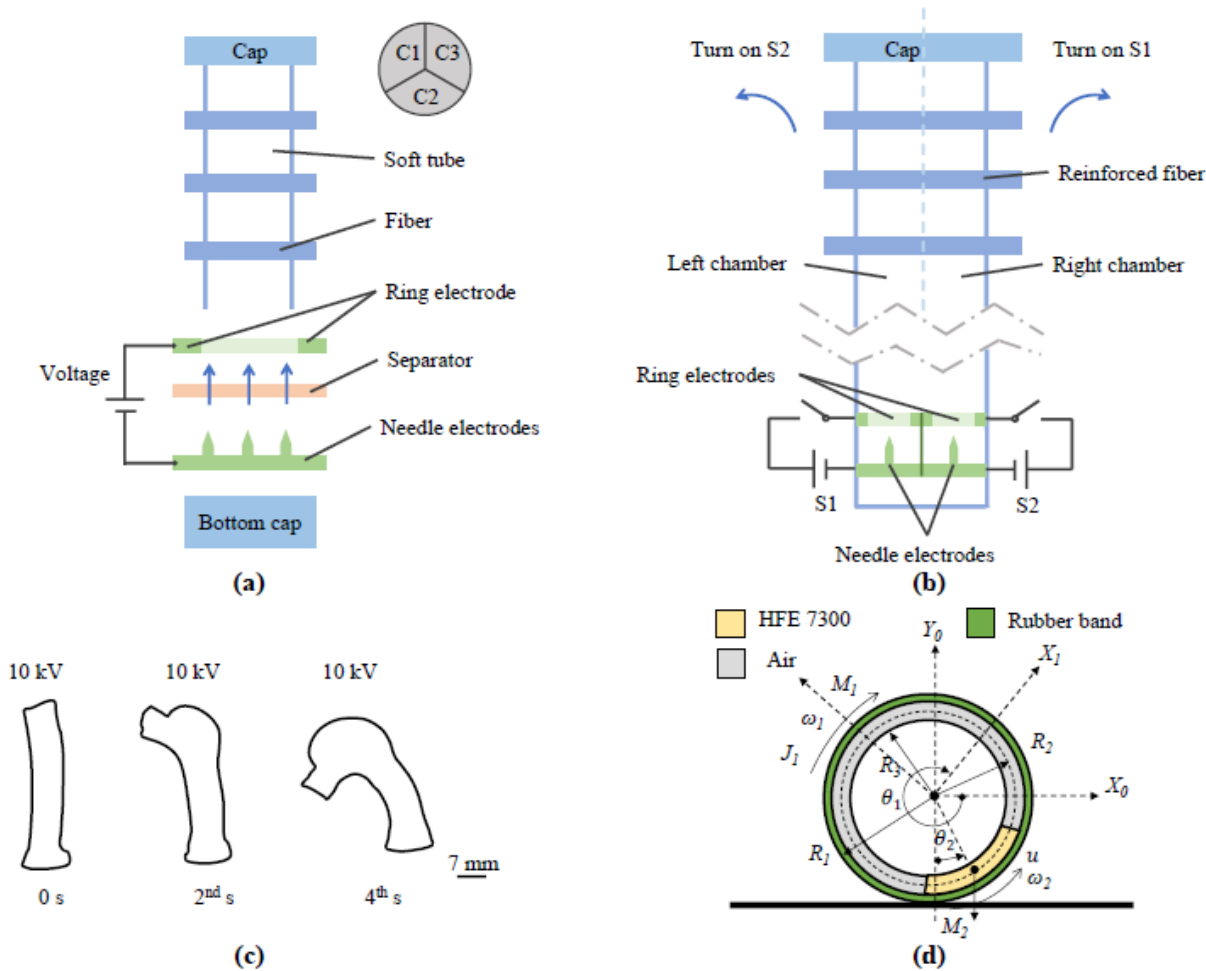 Cap
C1
C3
C2
Soft tube
Fiber
Ring electrode
Separator
Voltage
Needle electrodes
Bottom cap
(a)
Turn on S2
Cap
Turn on S1
Reinforced fiber
Left chamber
Right chamber
Ring electrodes
S1
S2
Needle electrodes
(b)
10 kV
10 kV
10 kV
7 mm
0 s
2nd s
4th s
(c)
HFE 7300
Rubber band
Air
Y0
X1
M1
ω1
J1
R2
R3
X0
θ1
θ2
R1
u
ω2
M2
(d)